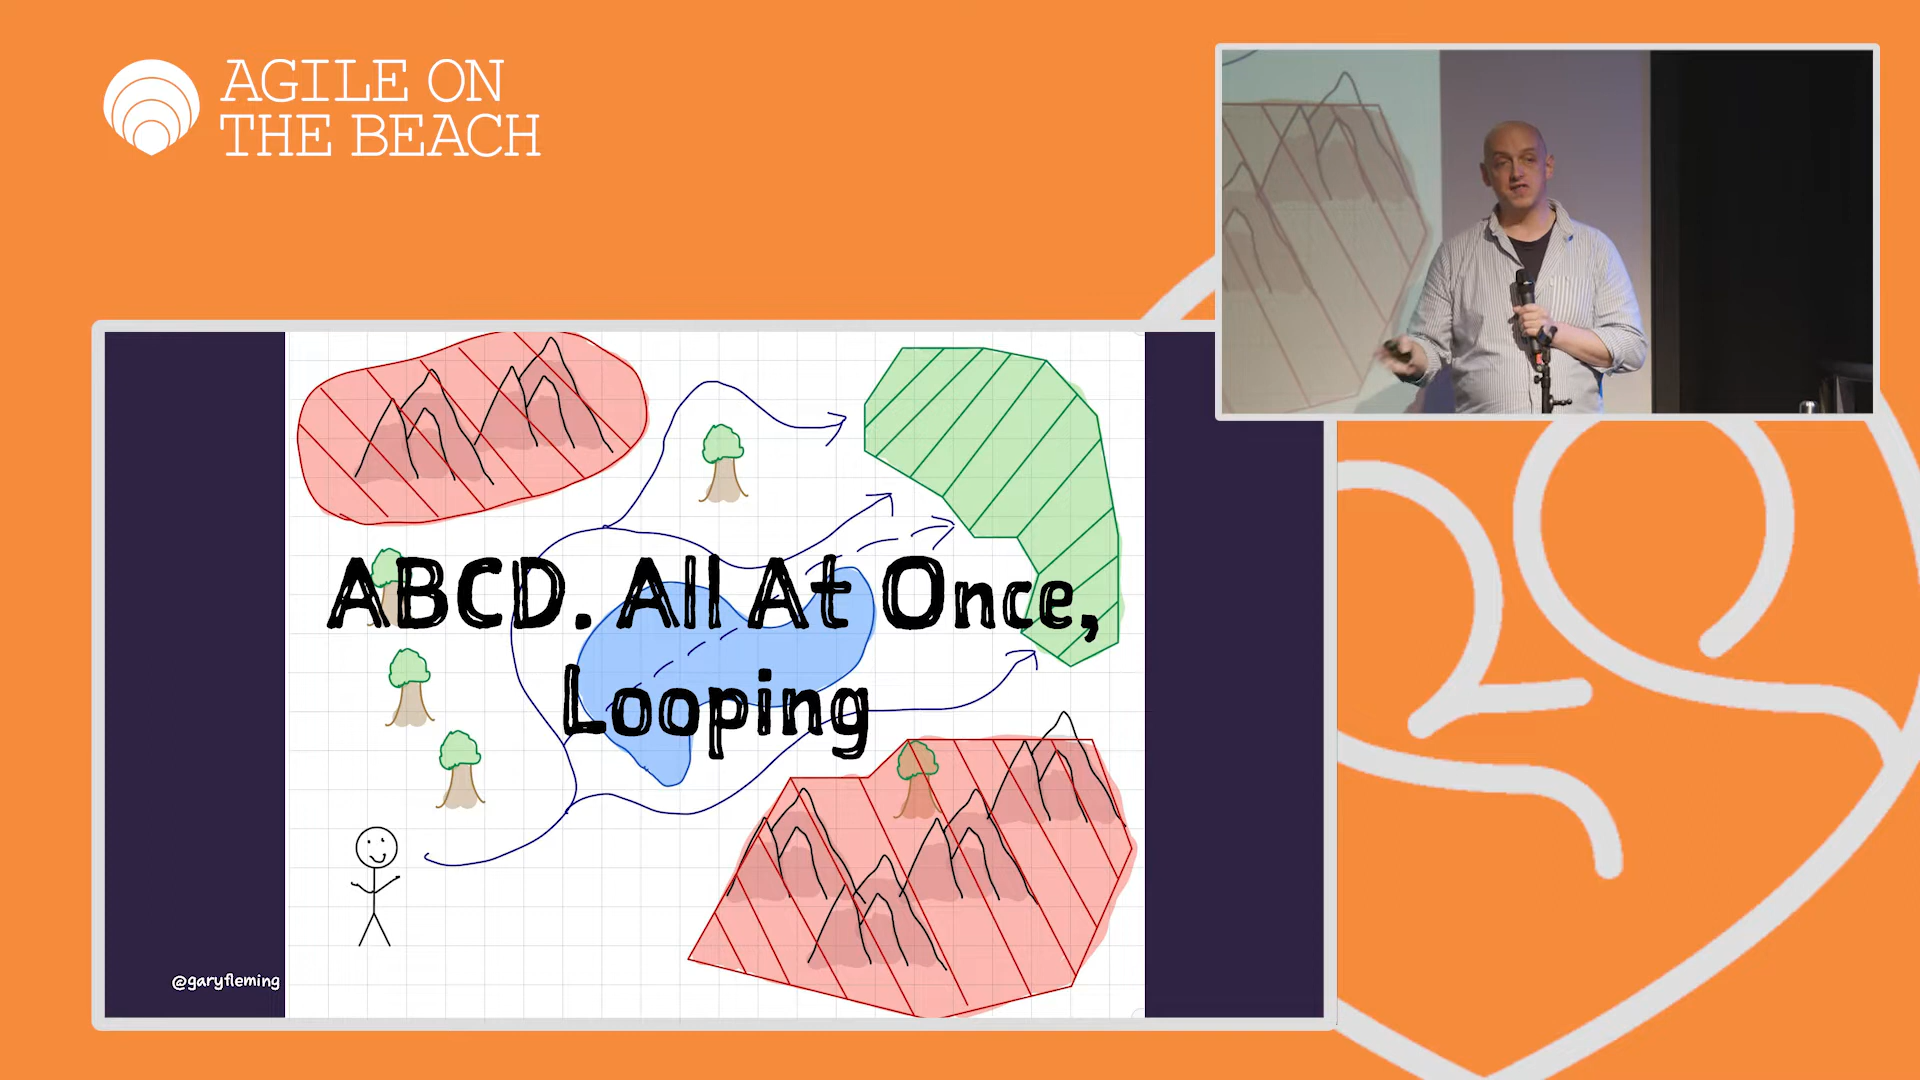 AGILE ON
THE BEACH
ABCD. All At Once,
Looping
@garyfleming